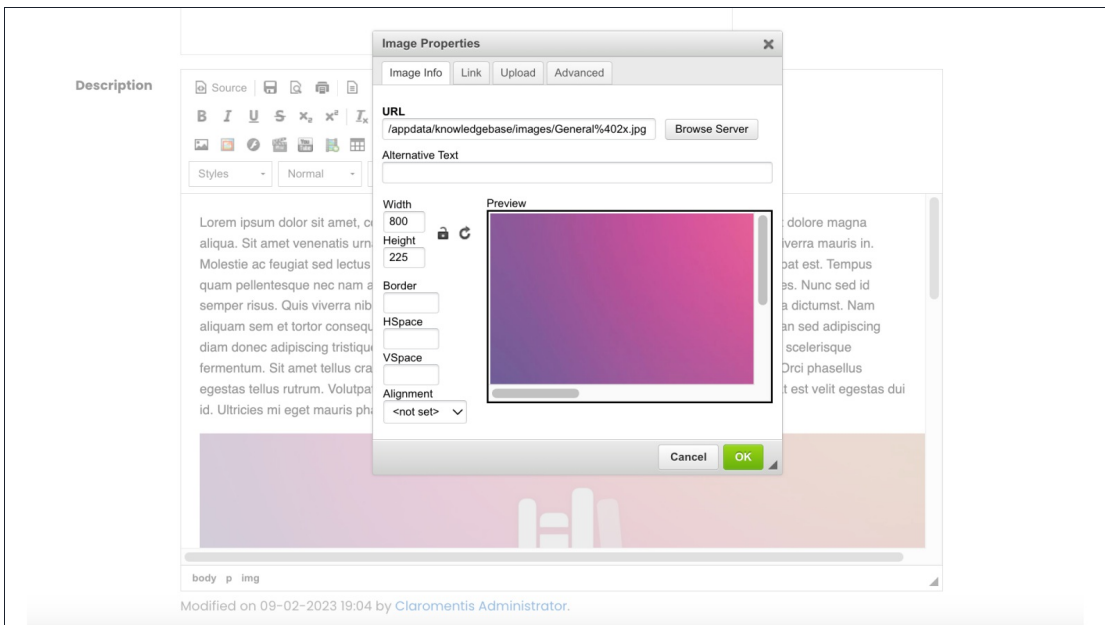 Image Properties
Image Info Link Upload Advanced
URL
/appdata/knowledgebase/images/General%402x.jpg Browse Server
Alternative Text
Width
800
Height
225
Border
HSpace
VSpace
Alignment
<not set>
Preview
Cancel OK
Description
Source
B I U S x₂ x² Iₓ
Styles Normal
Lorem ipsum dolor sit amet, c dolore magna
aliqua. Sit amet venenatis urn iverra mauris in.
Molestie ac feugiat sed lectus pat est. Tempus
quam pellentesque nec nam a es. Nunc sed id
semper risus. Quis viverra nib a dictumst. Nam
aliquam sem et tortor consequ an sed adipiscing
diam donec adipiscing tristique scelerisque
fermentum. Sit amet tellus cra Orci phasellus
egestas tellus rutrum. Volutpa t est velit egestas dui
id. Ultricies mi eget mauris pha
body p img
Modified on 09-02-2023 19:04 by Claromentis Administrator.